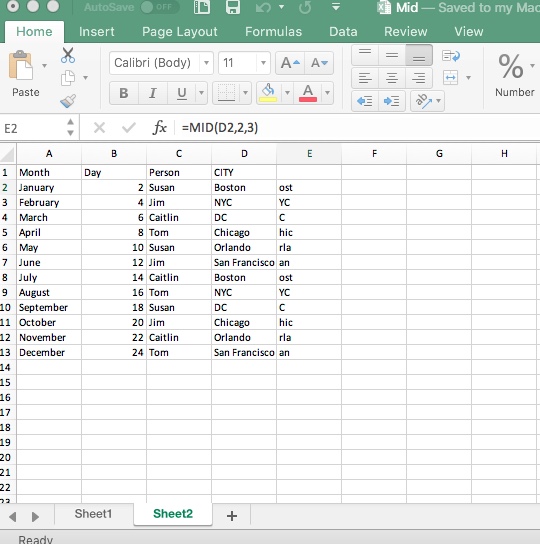 AutoSave OFF Mid — Saved to my Mac
Home Insert Page Layout Formulas Data Review View
Paste Calibri (Body) 11 A A B I U A ab % Number
E2 fx =MID(D2,2,3)
A B C D E F G H
1 Month Day Person CITY
2 January 2 Susan Boston ost
3 February 4 Jim NYC YC
4 March 6 Caitlin DC C
5 April 8 Tom Chicago hic
6 May 10 Susan Orlando rla
7 June 12 Jim San Francisco an
8 July 14 Caitlin Boston ost
9 August 16 Tom NYC YC
10 September 18 Susan DC C
11 October 20 Jim Chicago hic
12 November 22 Caitlin Orlando rla
13 December 24 Tom San Francisco an
14
15
16
17
18
19
20
21
22
23
Sheet1 Sheet2 +
Ready